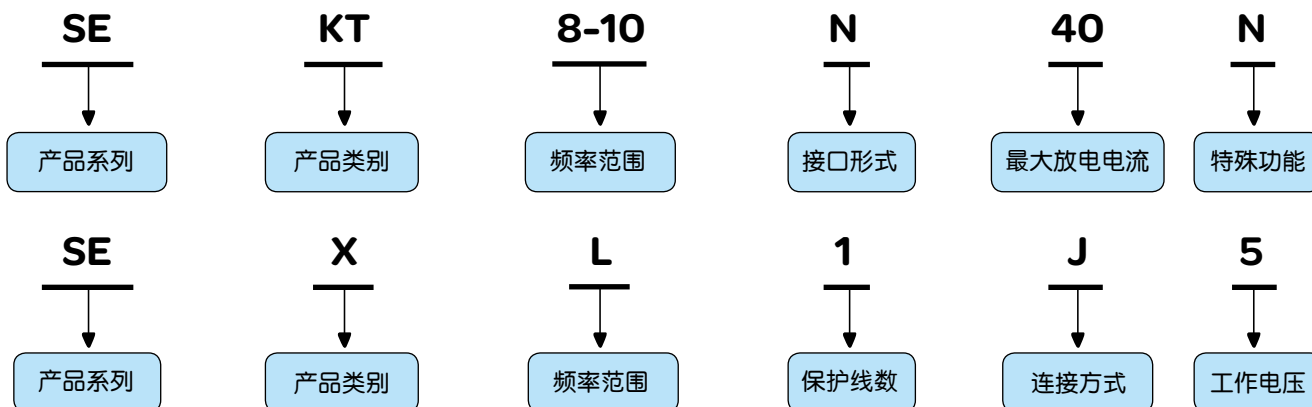 SE KT 8-10 N 40 N
产品系列 产品类别 频率范围 接口形式 最大放电电流 特殊功能
SE X L 1 J 5
产品系列 产品类别 频率范围 保护线数 连接方式 工作电压